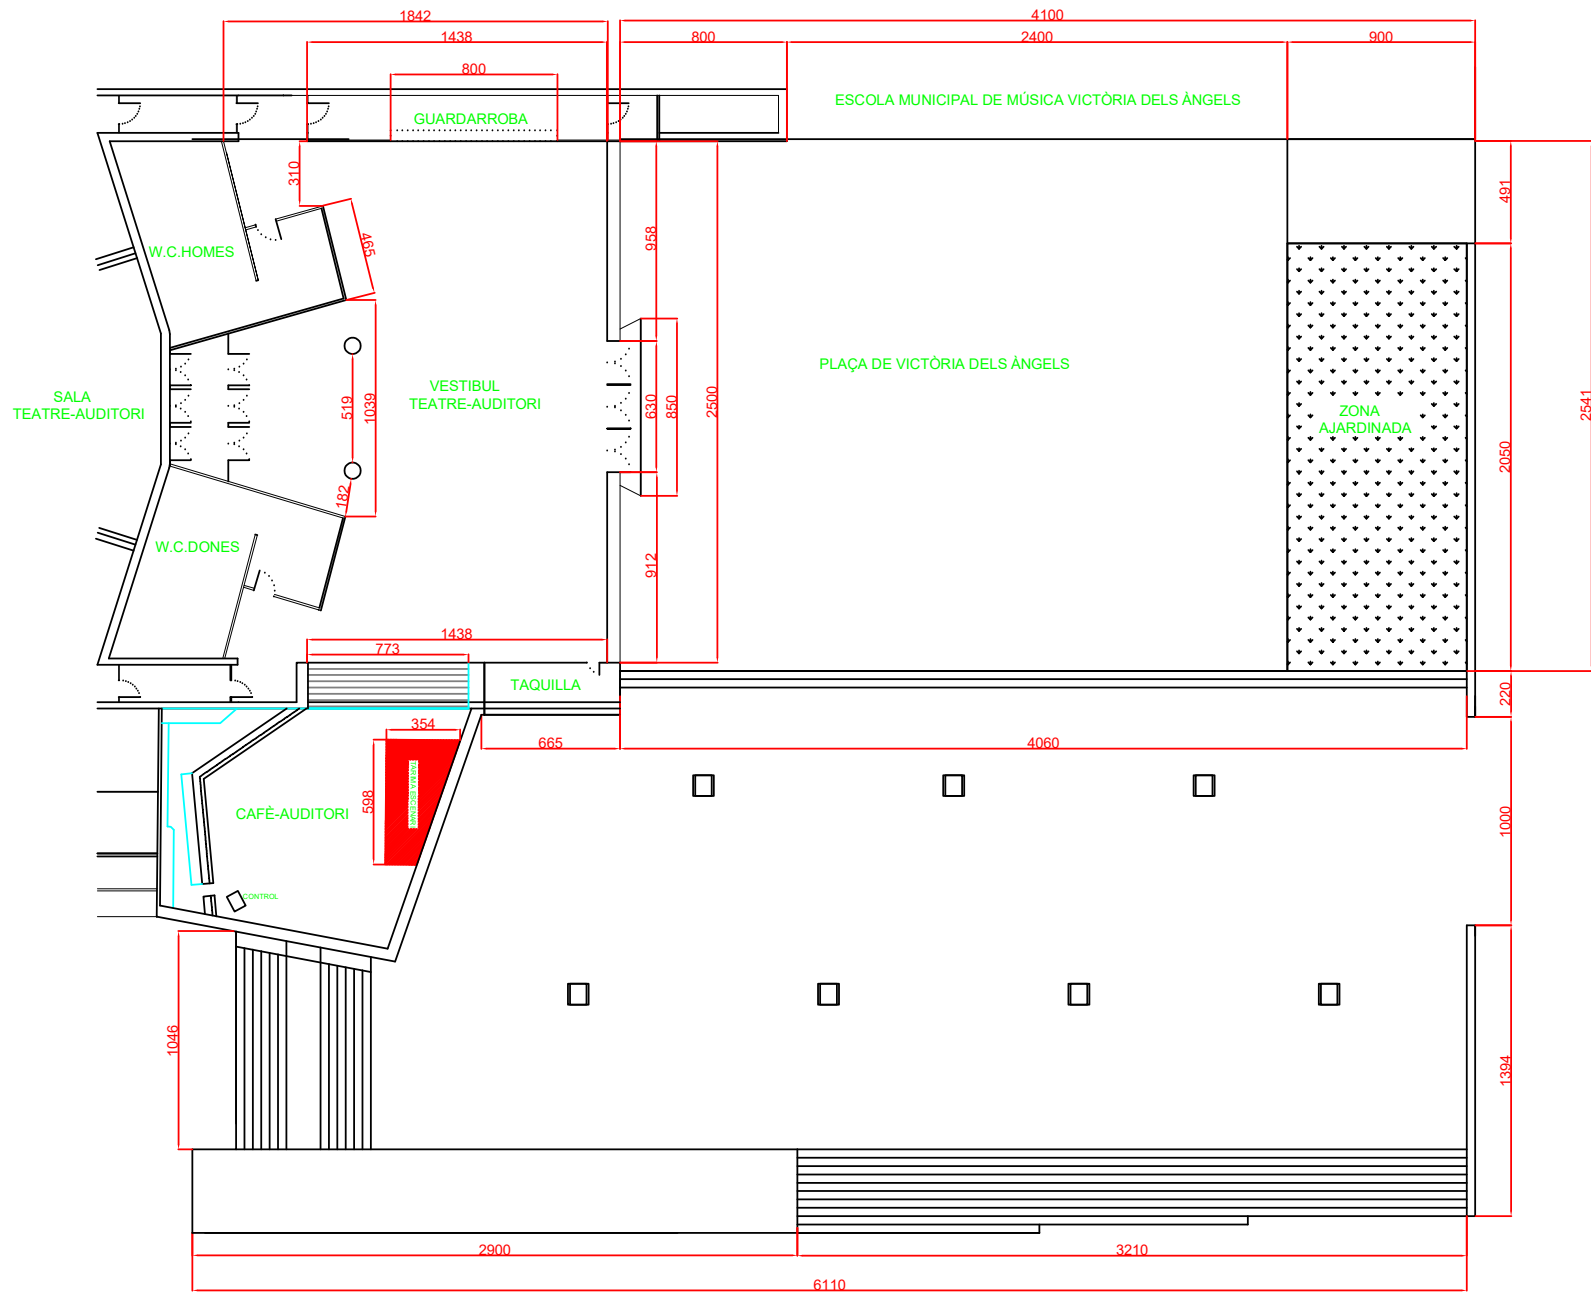 1842
4100
1438
800
2400
900
800
GUARDARROBA
ESCOLA MUNICIPAL DE MÚSICA VICTÒRIA DELS ÀNGELS
310
491
W.C.HOMES
465
958
PLAÇA DE VICTÒRIA DELS ÀNGELS
SALA
TEATRE-AUDITORI
VESTIBUL
TEATRE-AUDITORI
519
1039
630
850
2500
ZONA
AJARDINADA
2541
2050
182
W.C.DONES
912
1438
773
TAQUILLA
220
354
665
4060
598
TARIMA ESCENARI
CAFÈ-AUDITORI
1000
CONTROL
1046
1394
2900
3210
6110